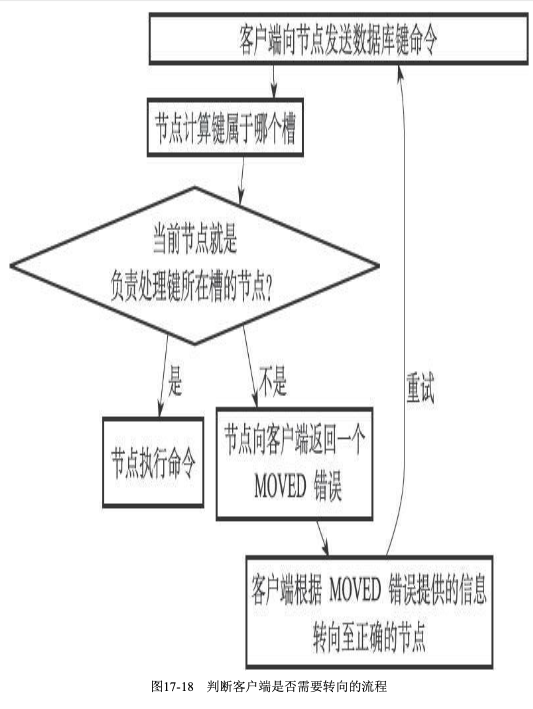 客户端向节点发送数据库键命令
节点计算键属于哪个槽
当前节点就是
负责处理键所在槽的节点?
是
不是
重试
节点执行命令
节点向客户端返回一个
MOVED 错误
客户端根据 MOVED 错误提供的信息
转向至正确的节点
图17-18 判断客户端是否需要转向的流程